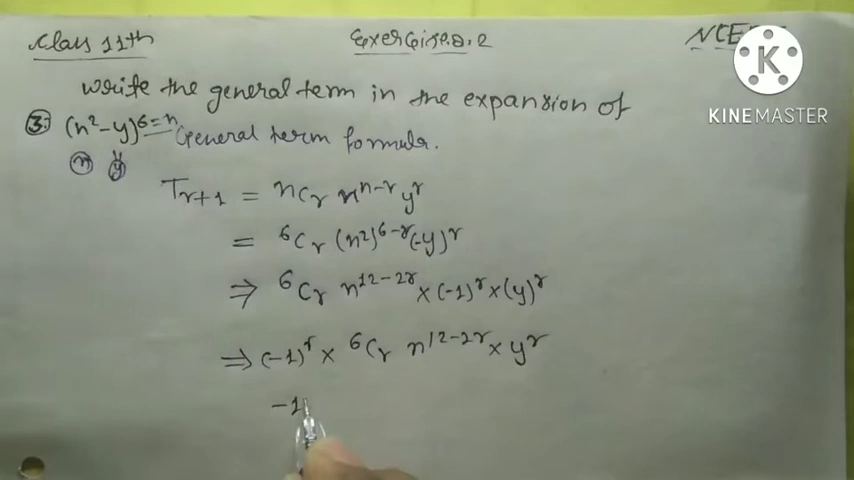 Class 11th Exercise.8.2 NCE
K
KINEMASTER
write the general term in the expansion of
3. (x² - y)⁶ = n General term formula.
x y
Tr+1 = nCr x^n-r y^r
= ⁶Cr (x²)^6-r (-y)^r
⇒ ⁶Cr x^12-2r × (-1)^r × (y)^r
⇒ (-1)^r × ⁶Cr x^12-2r × y^r
-1